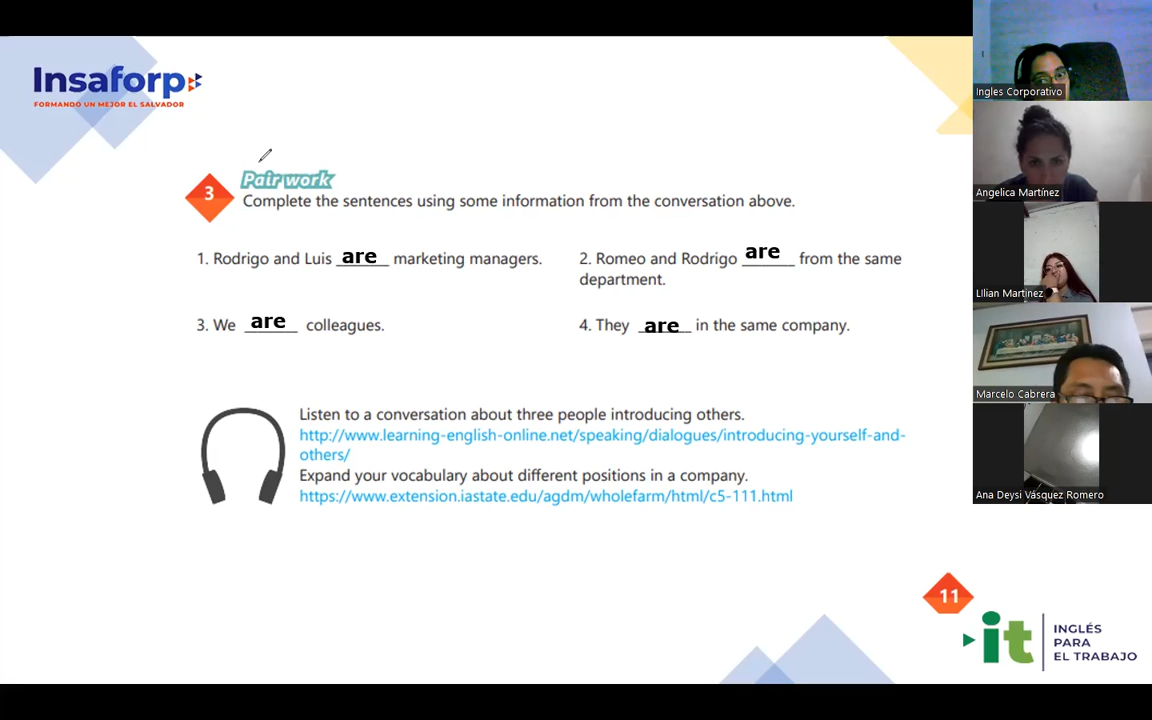 Insaforp
FORMANDO UN MEJOR EL SALVADOR
3
Pair work
Complete the sentences using some information from the conversation above.
1. Rodrigo and Luis are marketing managers.
2. Romeo and Rodrigo are from the same
department.
3. We are colleagues.
4. They are in the same company.
Listen to a conversation about three people introducing others.
http://www.learning-english-online.net/speaking/dialogues/introducing-yourself-and-
others/
Expand your vocabulary about different positions in a company.
https://www.extension.iastate.edu/agdm/wholefarm/html/c5-111.html
11
it
INGLÉS
PARA
EL TRABAJO
Ingles Corporativo
Angelica Martínez
LIlian Martinez
Marcelo Cabrera
Ana Deysi Vásquez Romero